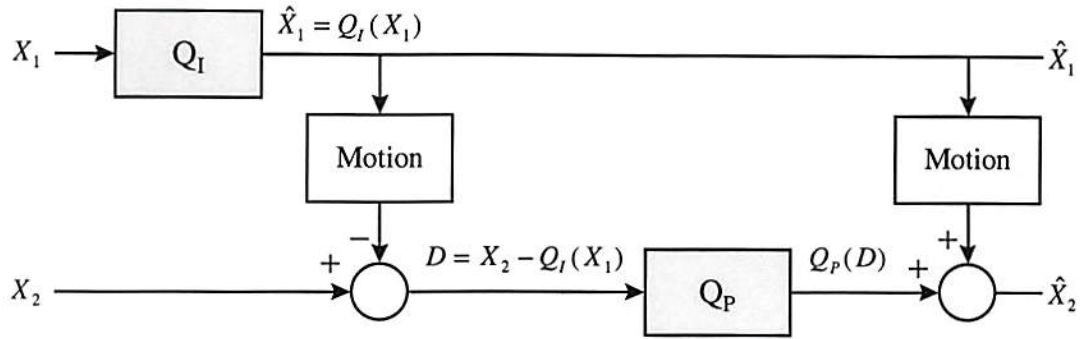 X̂₁ = Q_I(X₁)
X₁ Q_I X̂₁
Motion Motion
− +
+ D = X₂ − Q_I(X₁) Q_P(D) +
X₂ Q_P X̂₂